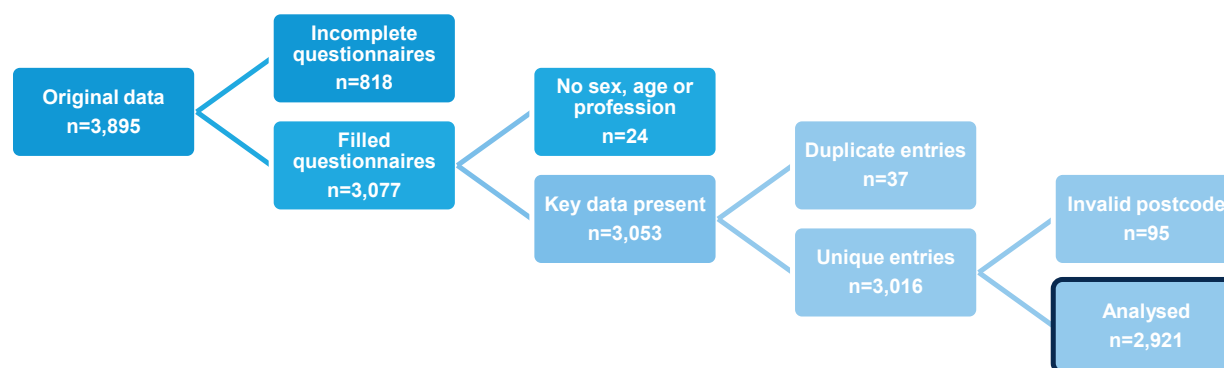 Original data
n=3,895
Incomplete
questionnaires
n=818
Filled
questionnaires
n=3,077
No sex, age or
profession
n=24
Key data present
n=3,053
Duplicate entries
n=37
Unique entries
n=3,016
Invalid postcode
n=95
Analysed
n=2,921